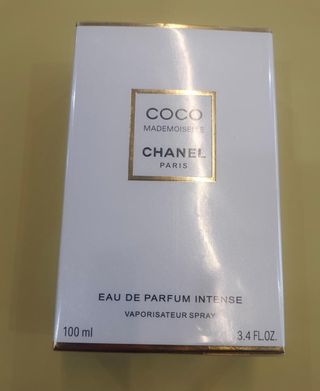 COCO
MADEMOISELLE
CHANEL
PARIS
EAU DE PARFUM INTENSE
VAPORISATEUR SPRAY
100 ml
3.4 FL.OZ.